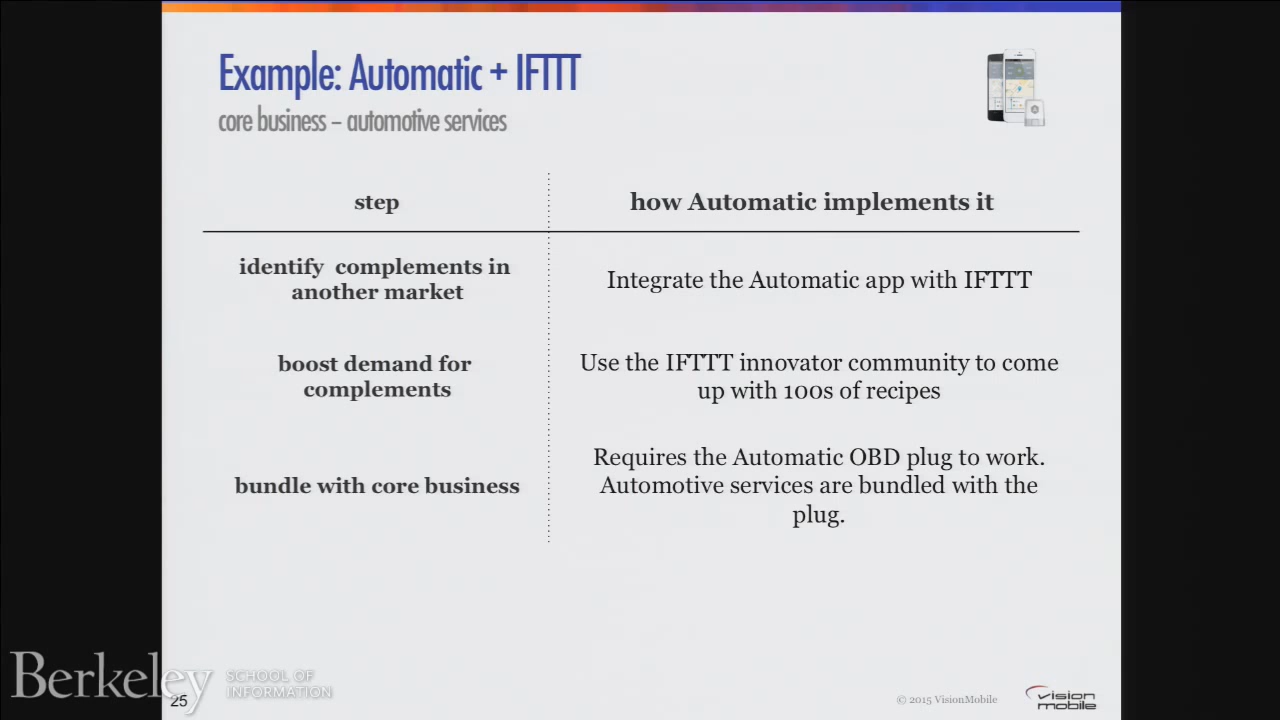 Example: Automatic + IFTTT
core business – automotive services
step
how Automatic implements it
identify complements in
another market
Integrate the Automatic app with IFTTT
boost demand for
complements
Use the IFTTT innovator community to come
up with 100s of recipes
bundle with core business
Requires the Automatic OBD plug to work.
Automotive services are bundled with the
plug.
Berkeley
SCHOOL OF
INFORMATION
25
© 2015 VisionMobile
vision
mobile